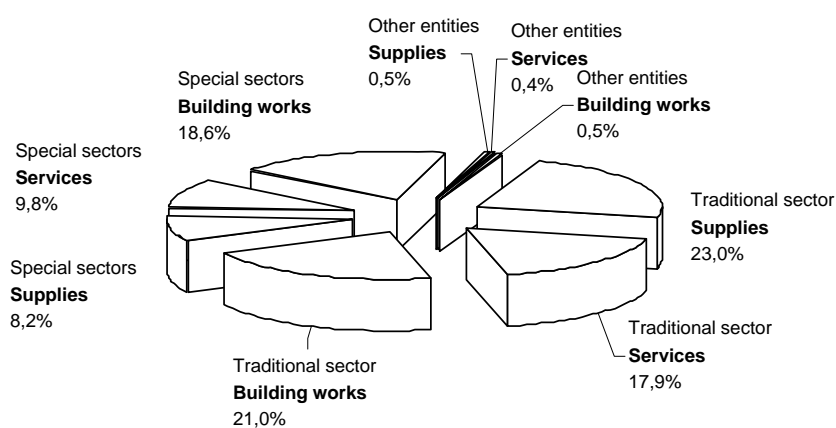 Other entities
Supplies
0,5%
Other entities
Services
0,4%
Other entities
Building works
0,5%
Special sectors
Building works
18,6%
Special sectors
Services
9,8%
Traditional sector
Supplies
23,0%
Special sectors
Supplies
8,2%
Traditional sector
Services
17,9%
Traditional sector
Building works
21,0%